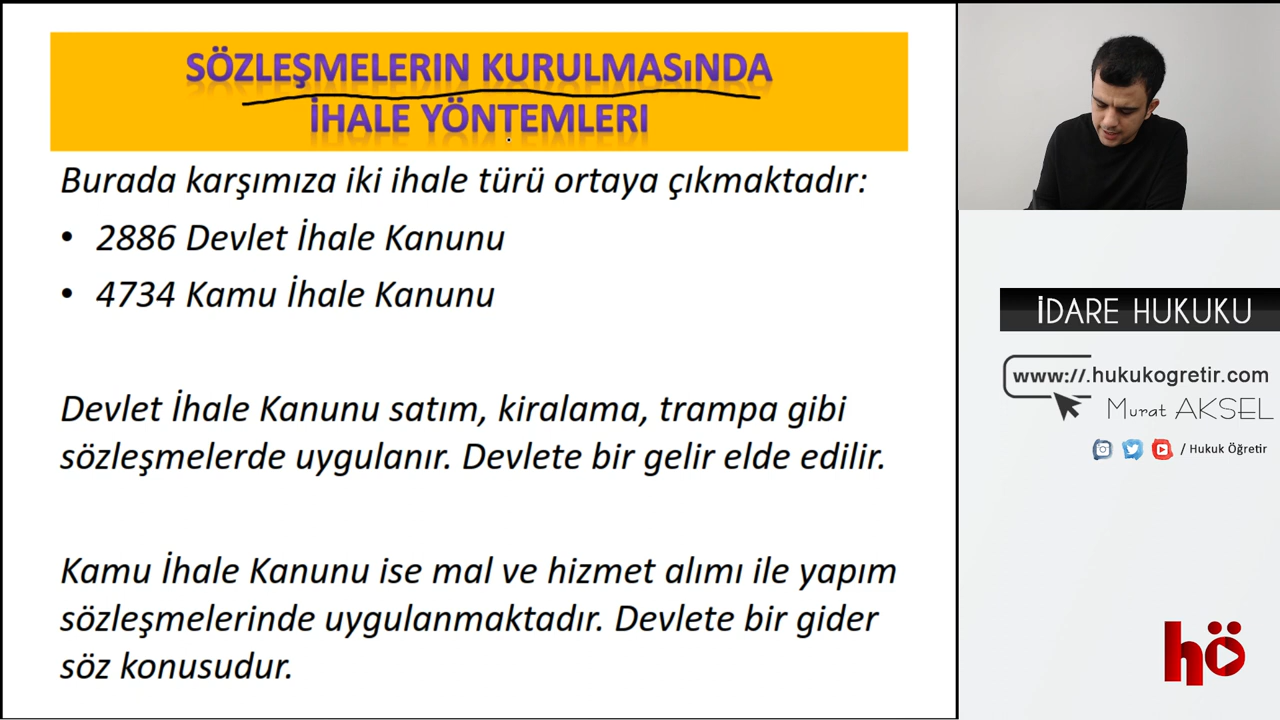 SÖZLEŞMELERIN KURULMASıNDA
İHALE YÖNTEMLERI
Burada karşımıza iki ihale türü ortaya çıkmaktadır:
• 2886 Devlet İhale Kanunu
• 4734 Kamu İhale Kanunu
Devlet İhale Kanunu satım, kiralama, trampa gibi
sözleşmelerde uygulanır. Devlete bir gelir elde edilir.
Kamu İhale Kanunu ise mal ve hizmet alımı ile yapım
sözleşmelerinde uygulanmaktadır. Devlete bir gider
söz konusudur.
İDARE HUKUKU
www://.hukukogretir.com
Murat AKSEL
/ Hukuk Öğretir
hö